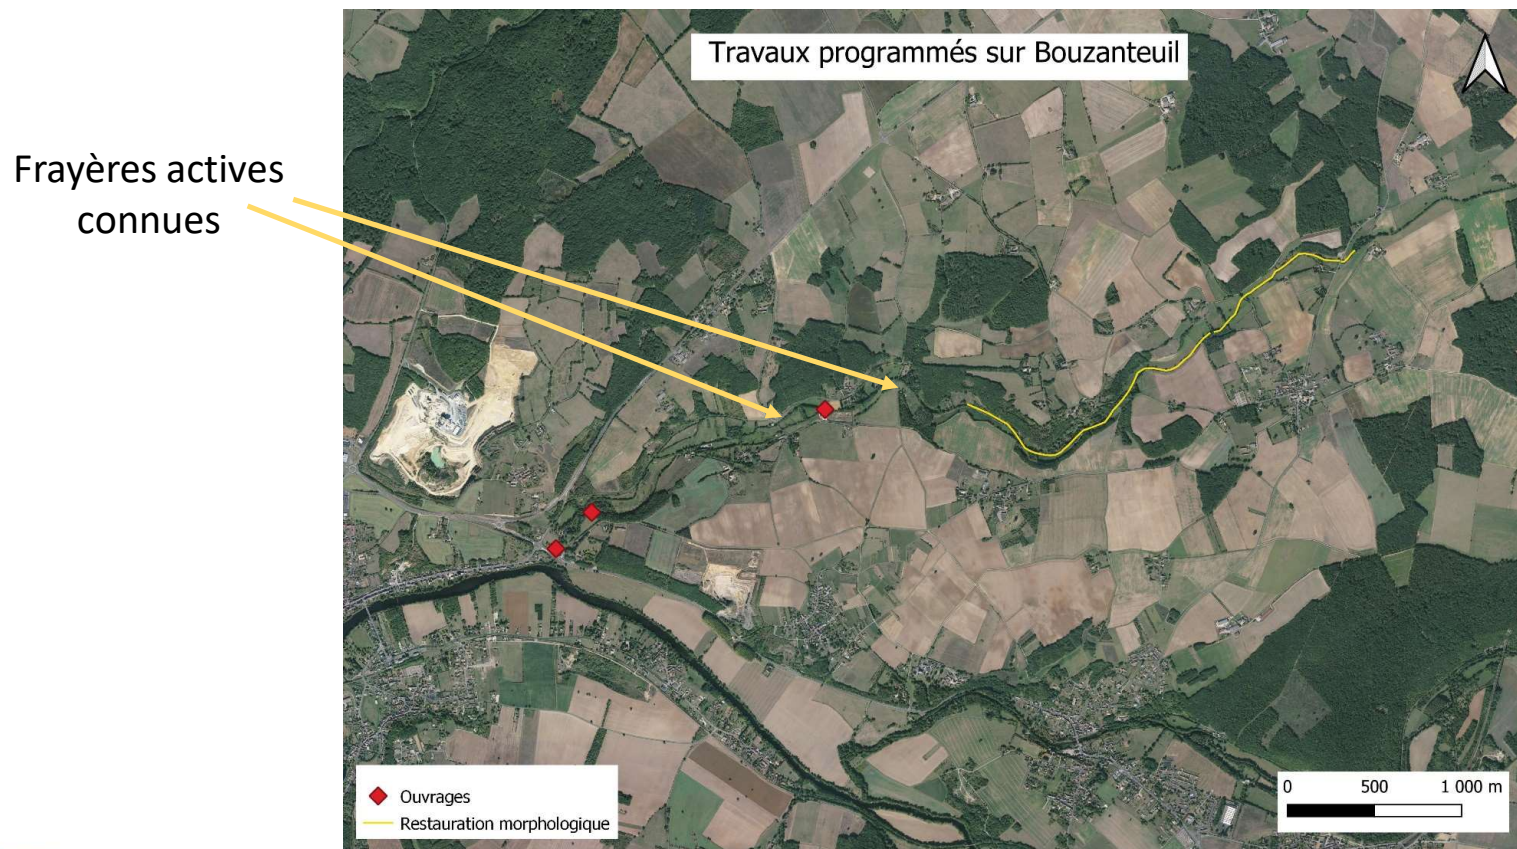 Travaux programmés sur Bouzanteuil
Frayères actives
connues
Ouvrages
Restauration morphologique
0 500 1 000 m